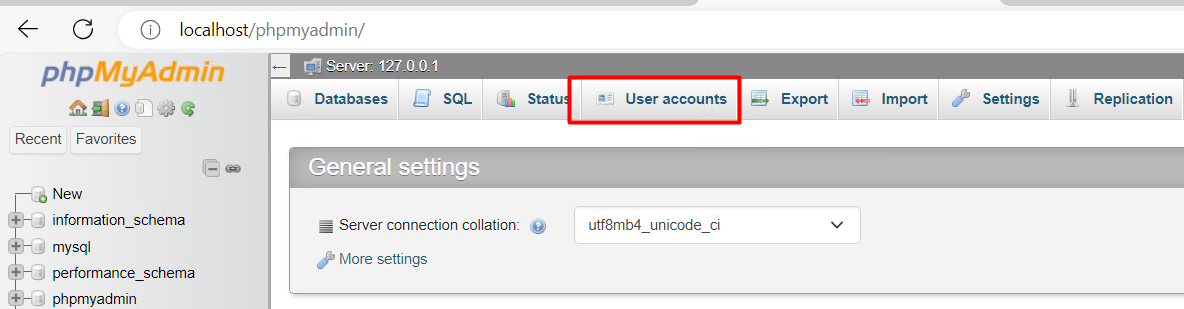 localhost/phpmyadmin/
phpMyAdmin
Server: 127.0.0.1
Databases SQL Status User accounts Export Import Settings Replication
Recent Favorites
General settings
New
information_schema
Server connection collation: utf8mb4_unicode_ci
mysql
More settings
performance_schema
phpmyadmin